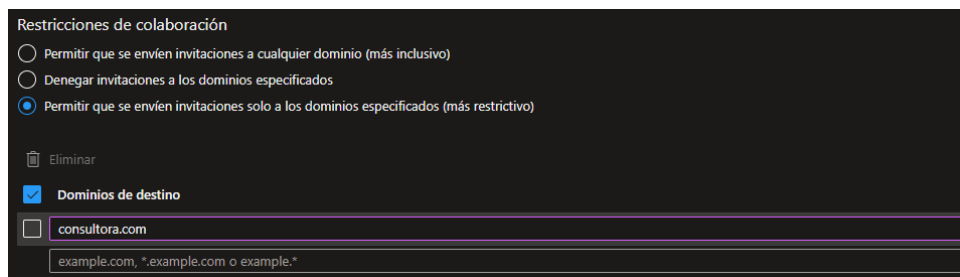 Restricciones de colaboración
Permitir que se envíen invitaciones a cualquier dominio (más inclusivo)
Denegar invitaciones a los dominios especificados
Permitir que se envíen invitaciones solo a los dominios especificados (más restrictivo)
Eliminar
Dominios de destino
consultora.com
example.com, *.example.com o example.*